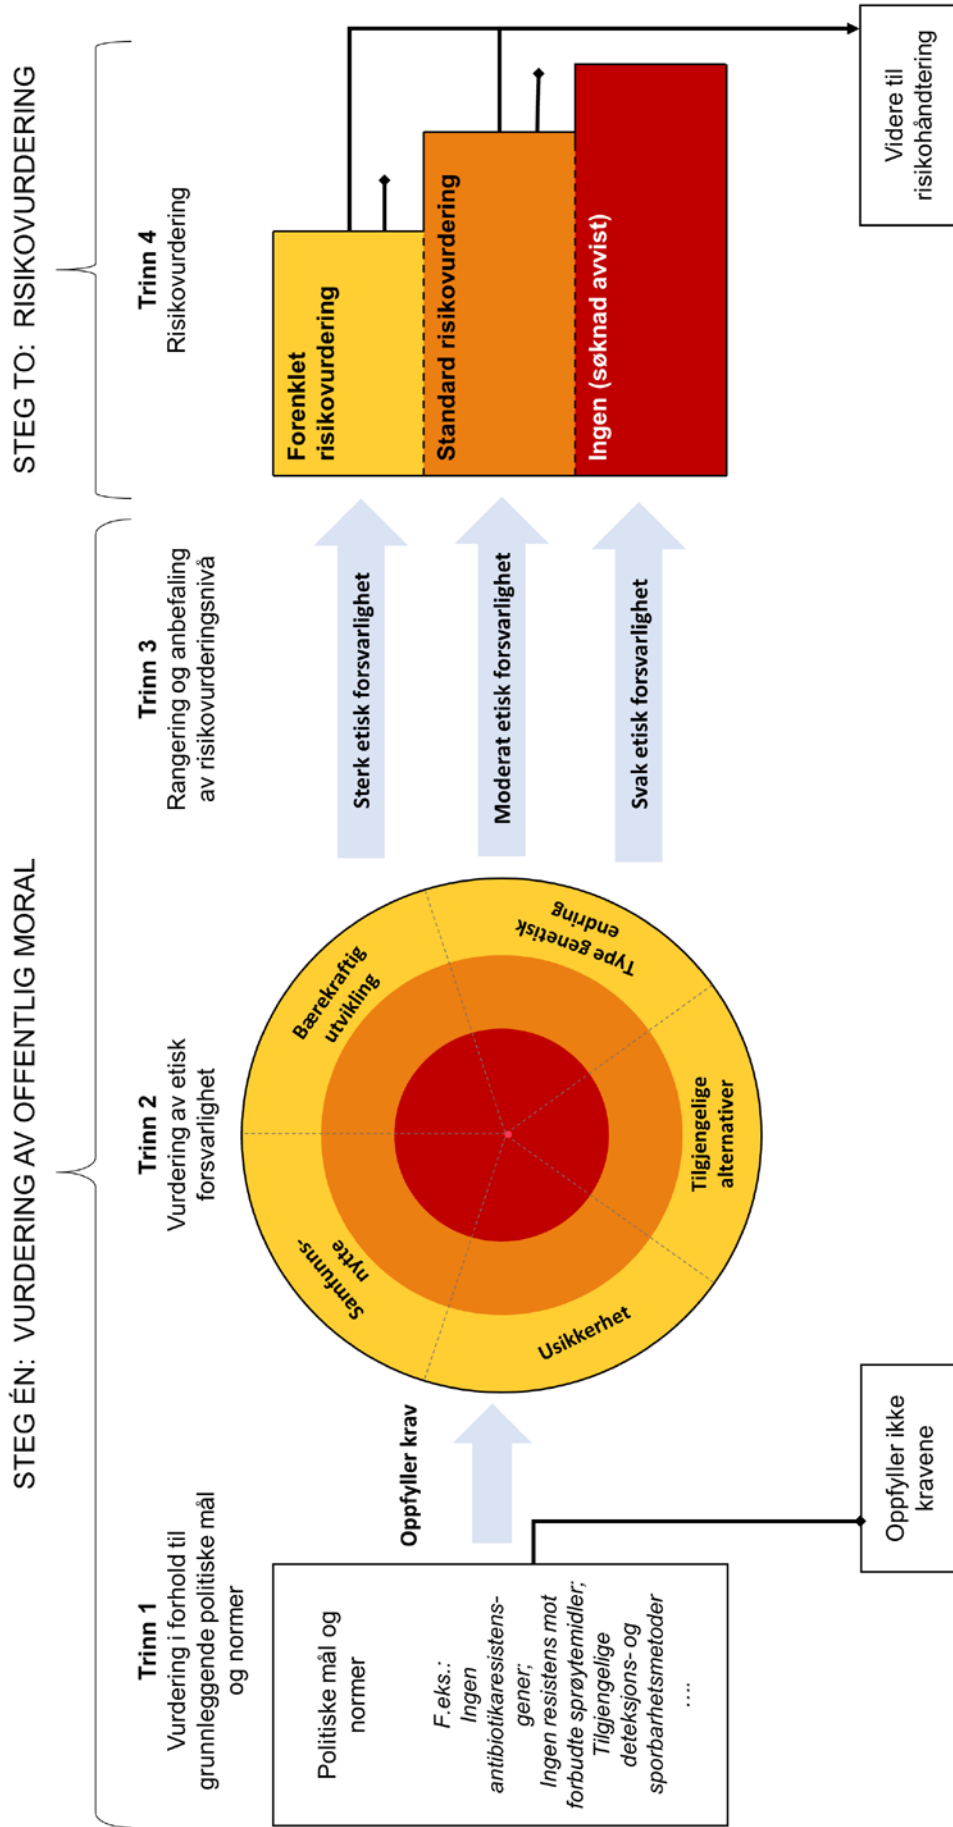 STEG ÉN: VURDERING AV OFFENTLIG MORAL
STEG TO: RISIKOVURDERING
Trinn 1
Vurdering i forhold til
grunnleggende politiske mål
og normer
Trinn 2
Vurdering av etisk
forsvarlighet
Trinn 3
Rangering og anbefaling
av risikovurderingsnivå
Trinn 4
Risikovurdering
Politiske mål og
normer
F.eks.:
Ingen
antibiotikaresistens-
gener;
Ingen resistens mot
forbudte sprøytemidler;
Tilgjengelige
deteksjons- og
sporbarhetsmetoder
....
Oppfyller krav
Oppfyller ikke
kravene
Samfunns-
nytte
Bærekraftig
utvikling
Type genetisk
endring
Tilgjengelige
alternativer
Usikkerhet
Sterk etisk forsvarlighet
Moderat etisk forsvarlighet
Svak etisk forsvarlighet
Forenklet
risikovurdering
Standard risikovurdering
Ingen (søknad avvist)
Videre til
risikohåndtering